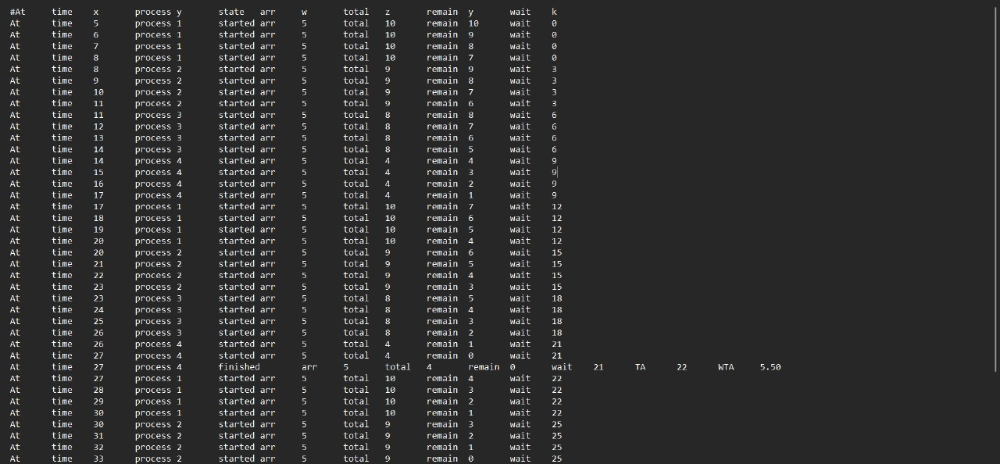 #At time x process y state arr w total z remain y wait k
At time 5 process 1 started arr 5 total 10 remain 10 wait 0
At time 6 process 1 started arr 5 total 10 remain 9 wait 0
At time 7 process 1 started arr 5 total 10 remain 8 wait 0
At time 8 process 1 started arr 5 total 10 remain 7 wait 0
At time 8 process 2 started arr 5 total 9 remain 9 wait 3
At time 9 process 2 started arr 5 total 9 remain 8 wait 3
At time 10 process 2 started arr 5 total 9 remain 7 wait 3
At time 11 process 2 started arr 5 total 9 remain 6 wait 3
At time 11 process 3 started arr 5 total 8 remain 8 wait 6
At time 12 process 3 started arr 5 total 8 remain 7 wait 6
At time 13 process 3 started arr 5 total 8 remain 6 wait 6
At time 14 process 3 started arr 5 total 8 remain 5 wait 6
At time 14 process 4 started arr 5 total 4 remain 4 wait 9
At time 15 process 4 started arr 5 total 4 remain 3 wait 9
At time 16 process 4 started arr 5 total 4 remain 2 wait 9
At time 17 process 4 started arr 5 total 4 remain 1 wait 9
At time 17 process 1 started arr 5 total 10 remain 7 wait 12
At time 18 process 1 started arr 5 total 10 remain 6 wait 12
At time 19 process 1 started arr 5 total 10 remain 5 wait 12
At time 20 process 1 started arr 5 total 10 remain 4 wait 12
At time 20 process 2 started arr 5 total 9 remain 6 wait 15
At time 21 process 2 started arr 5 total 9 remain 5 wait 15
At time 22 process 2 started arr 5 total 9 remain 4 wait 15
At time 23 process 2 started arr 5 total 9 remain 3 wait 15
At time 23 process 3 started arr 5 total 8 remain 5 wait 18
At time 24 process 3 started arr 5 total 8 remain 4 wait 18
At time 25 process 3 started arr 5 total 8 remain 3 wait 18
At time 26 process 3 started arr 5 total 8 remain 2 wait 18
At time 26 process 4 started arr 5 total 4 remain 1 wait 21
At time 27 process 4 started arr 5 total 4 remain 0 wait 21
At time 27 process 4 finished arr 5 total 4 remain 0 wait 21 TA 22 WTA 5.50
At time 27 process 1 started arr 5 total 10 remain 4 wait 22
At time 28 process 1 started arr 5 total 10 remain 3 wait 22
At time 29 process 1 started arr 5 total 10 remain 2 wait 22
At time 30 process 1 started arr 5 total 10 remain 1 wait 22
At time 30 process 2 started arr 5 total 9 remain 3 wait 25
At time 31 process 2 started arr 5 total 9 remain 2 wait 25
At time 32 process 2 started arr 5 total 9 remain 1 wait 25
At time 33 process 2 started arr 5 total 9 remain 0 wait 25